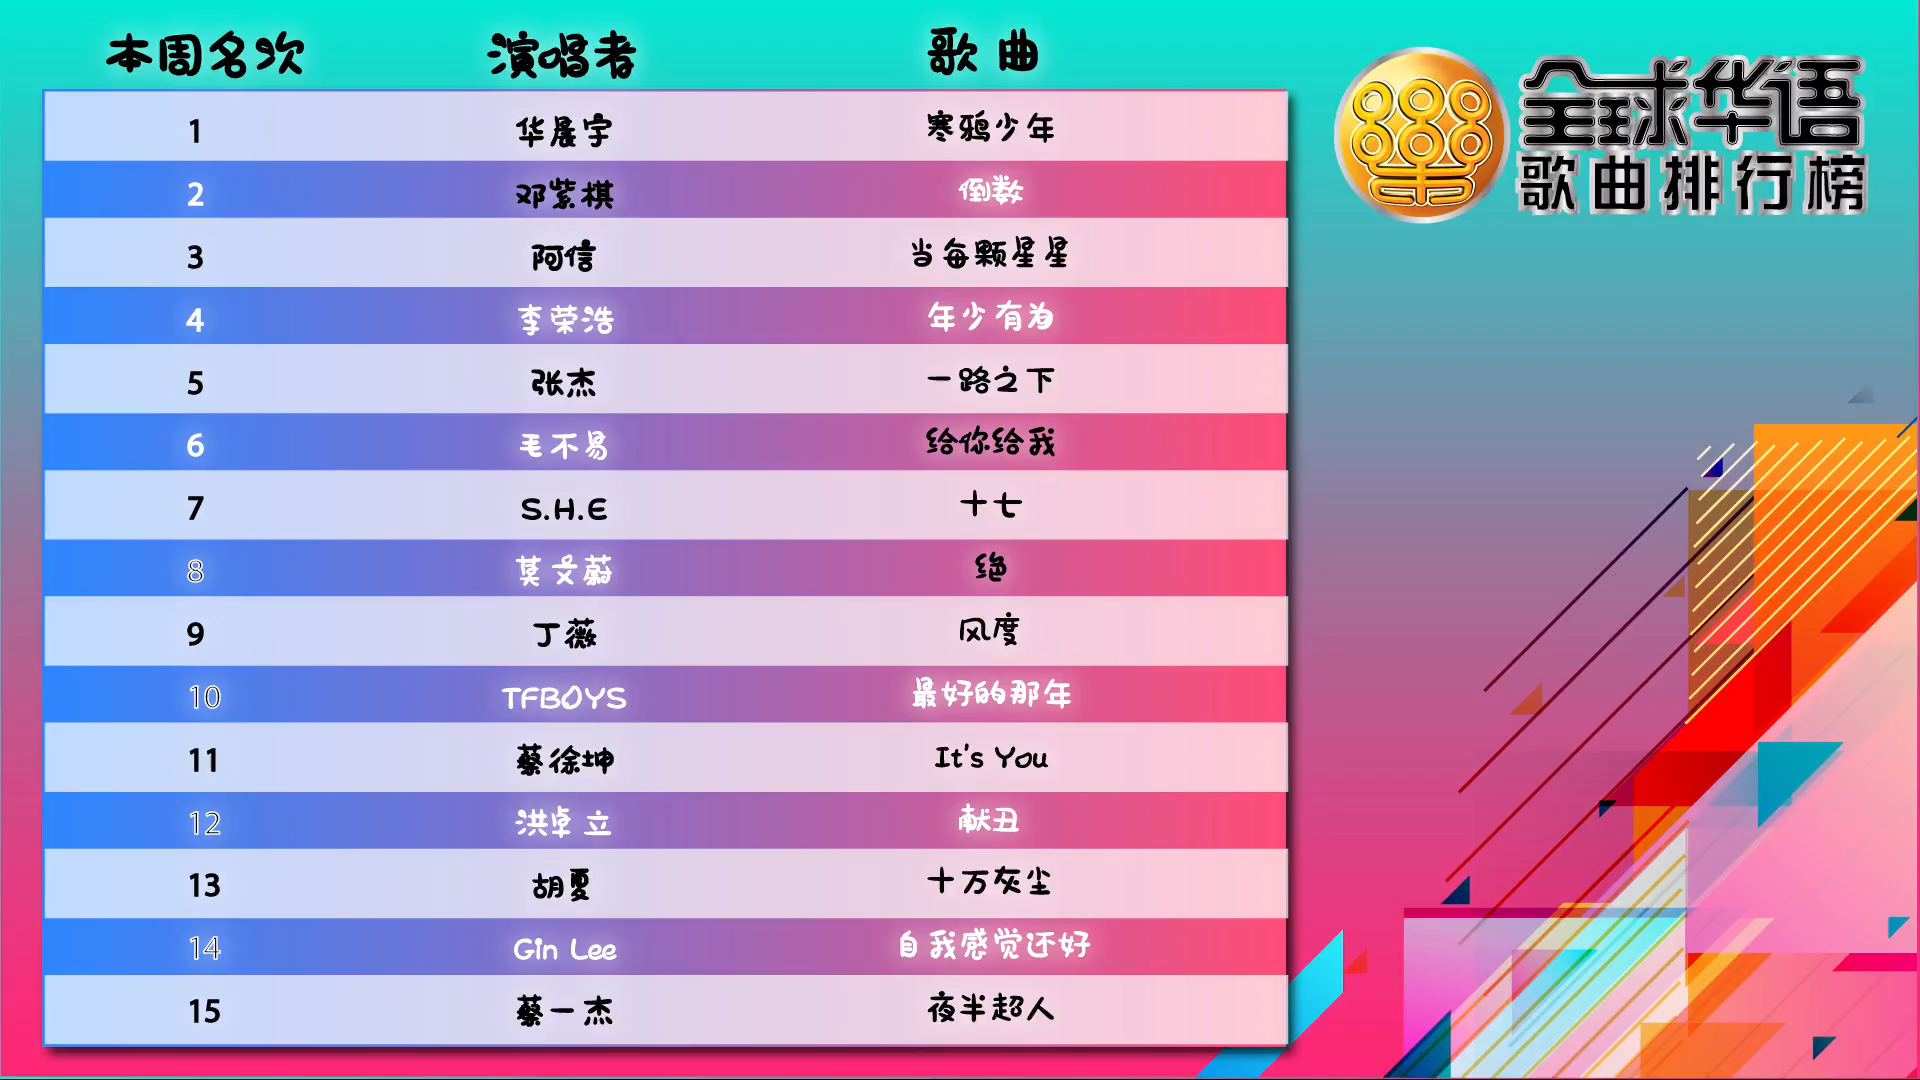 本周名次 演唱者 歌曲
1 华晨宇 寒鸦少年
2 邓紫棋 倒数
3 阿信 当每颗星星
4 李荣浩 年少有为
5 张杰 一路之下
6 毛不易 给你给我
7 S.H.E 十七
8 莫文蔚 绝
9 丁薇 风度
10 TFBOYS 最好的那年
11 蔡徐坤 It's You
12 洪卓立 献丑
13 胡夏 十万灰尘
14 Gin Lee 自我感觉还好
15 蔡一杰 夜半超人
全球华语
歌曲排行榜